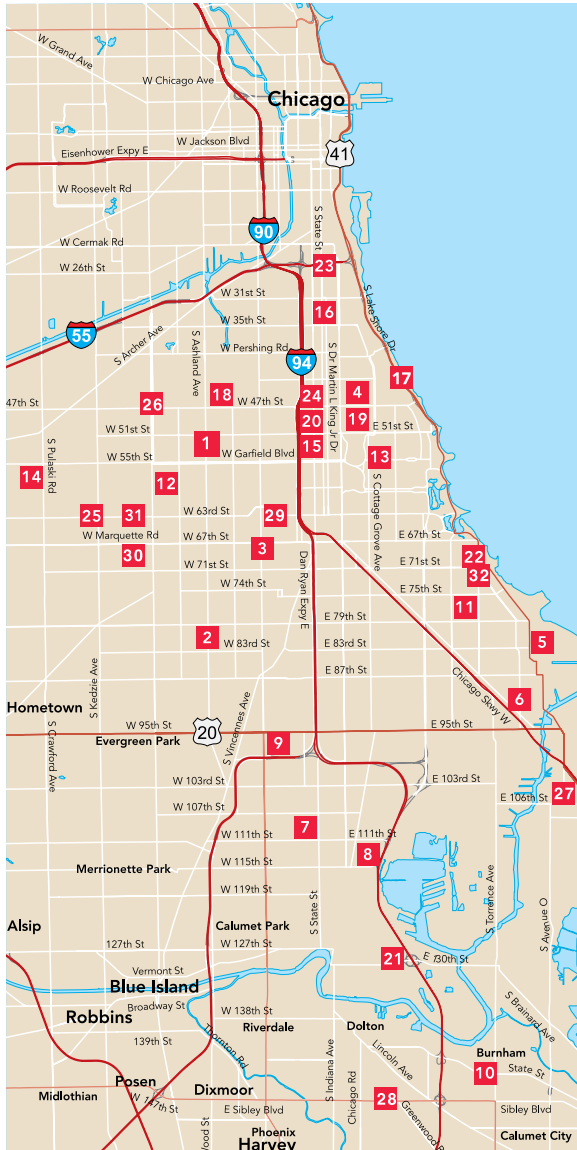 W Grand Ave
W Chicago Ave
Chicago
W Jackson Blvd
Eisenhower Expy E
41
W Roosevelt Rd
S State St
90
W Cermak Rd
W 26th St
23
W 31st St
S Lake Shore Dr
16
W 35th St
55
S Archer Ave
S Ashland Ave
W Pershing Rd
94
S Dr Martin L King Jr Dr
17
18
24
4
47th St
26
W 47th St
20
19
W 51st St
E 51st St
1
15
W 55th St
W Garfield Blvd
13
S Pulaski Rd
14
12
S Cottage Grove Ave
25
31
W 63rd St
29
W Marquette Rd
W 67th St
E 67th St
30
3
22
W 71st St
E 71st St
32
Dan Ryan Expy E
W 74th St
E 75th St
11
E 79th St
2
W 83rd St
E 83rd St
5
E 87th St
S Kedzie Ave
Chicago Skwy W
6
Hometown
S Vincennes Ave
W 95th St
20
E 95th St
Evergreen Park
9
S Crawford Ave
W 103rd St
E 103rd St
27
E 106th St
W 107th St
7
W 111th St
E 111th St
8
W 115th St
Merrionette Park
W 119th St
S State St
S Torrence Ave
S Avenue O
Alsip
Calumet Park
127th St
W 127th St
21
E 130th St
Vermont St
Blue Island
Broadway St
S Brainard Ave
Robbins
W 138th St
Riverdale
Dolton
139th St
Thornton Rd
S Indiana Ave
Lincoln Ave
Burnham
10
State St
Posen
Dixmoor
Chicago Rd
Midlothian
W 147th St
28
E Sibley Blvd
Sibley Blvd
Wood St
Greenwood R
Phoenix
Calumet City
Harvey